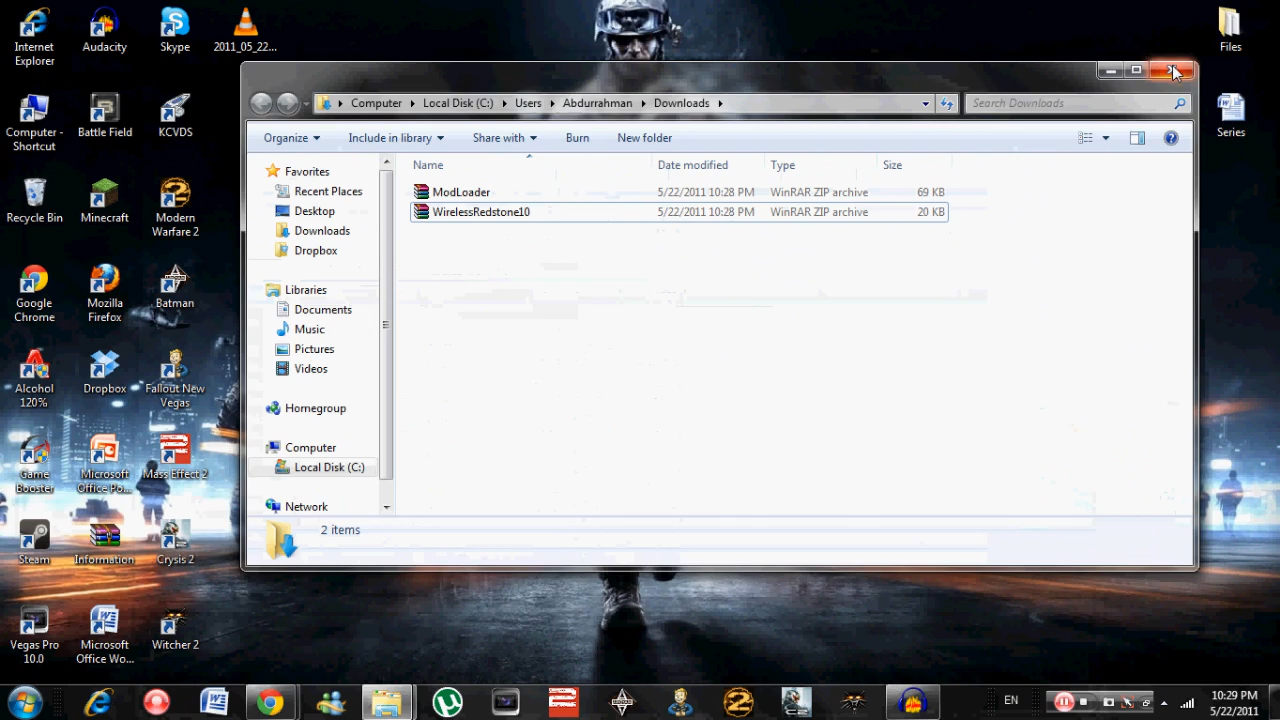 Internet Explorer
Audacity
Skype
2011_05_22...
Files
Computer - Shortcut
Battle Field
KCVDS
Series
Recycle Bin
Minecraft
Modern Warfare 2
Google Chrome
Mozilla Firefox
Batman
Alcohol 120%
Dropbox
Fallout New Vegas
Game Booster
Microsoft Office Po...
Mass Effect 2
Steam
Information
Crysis 2
Vegas Pro 10.0
Microsoft Office Wo...
Witcher 2
Computer Local Disk (C:) Users Abdurrahman Downloads
Search Downloads
Organize Include in library Share with Burn New folder
Favorites
Recent Places
Desktop
Downloads
Dropbox
Libraries
Documents
Music
Pictures
Videos
Homegroup
Computer
Local Disk (C:)
Network
Name Date modified Type Size
ModLoader 5/22/2011 10:28 PM WinRAR ZIP archive 69 KB
WirelessRedstone10 5/22/2011 10:28 PM WinRAR ZIP archive 20 KB
2 items
EN
10:29 PM
5/22/2011